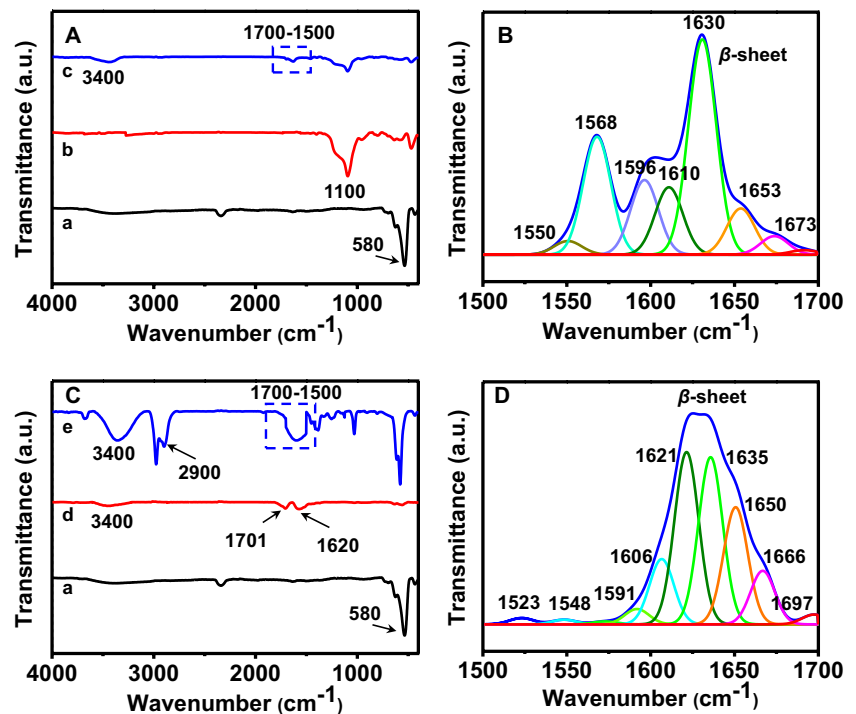 A
1700-1500
c
3400
b
1100
a
580
Transmittance (a.u.)
4000 3000 2000 1000
Wavenumber (cm⁻¹)
B
1630
β-sheet
1568
1596
1610
1653
1550
1673
Transmittance (a.u.)
1500 1550 1600 1650 1700
Wavenumber (cm⁻¹)
C
1700-1500
e
3400
2900
d
3400
1701
1620
a
580
Transmittance (a.u.)
4000 3000 2000 1000
Wavenumber (cm⁻¹)
D
β-sheet
1621
1635
1650
1606
1666
1591
1523
1548
1697
Transmittance (a.u.)
1500 1550 1600 1650 1700
Wavenumber (cm⁻¹)